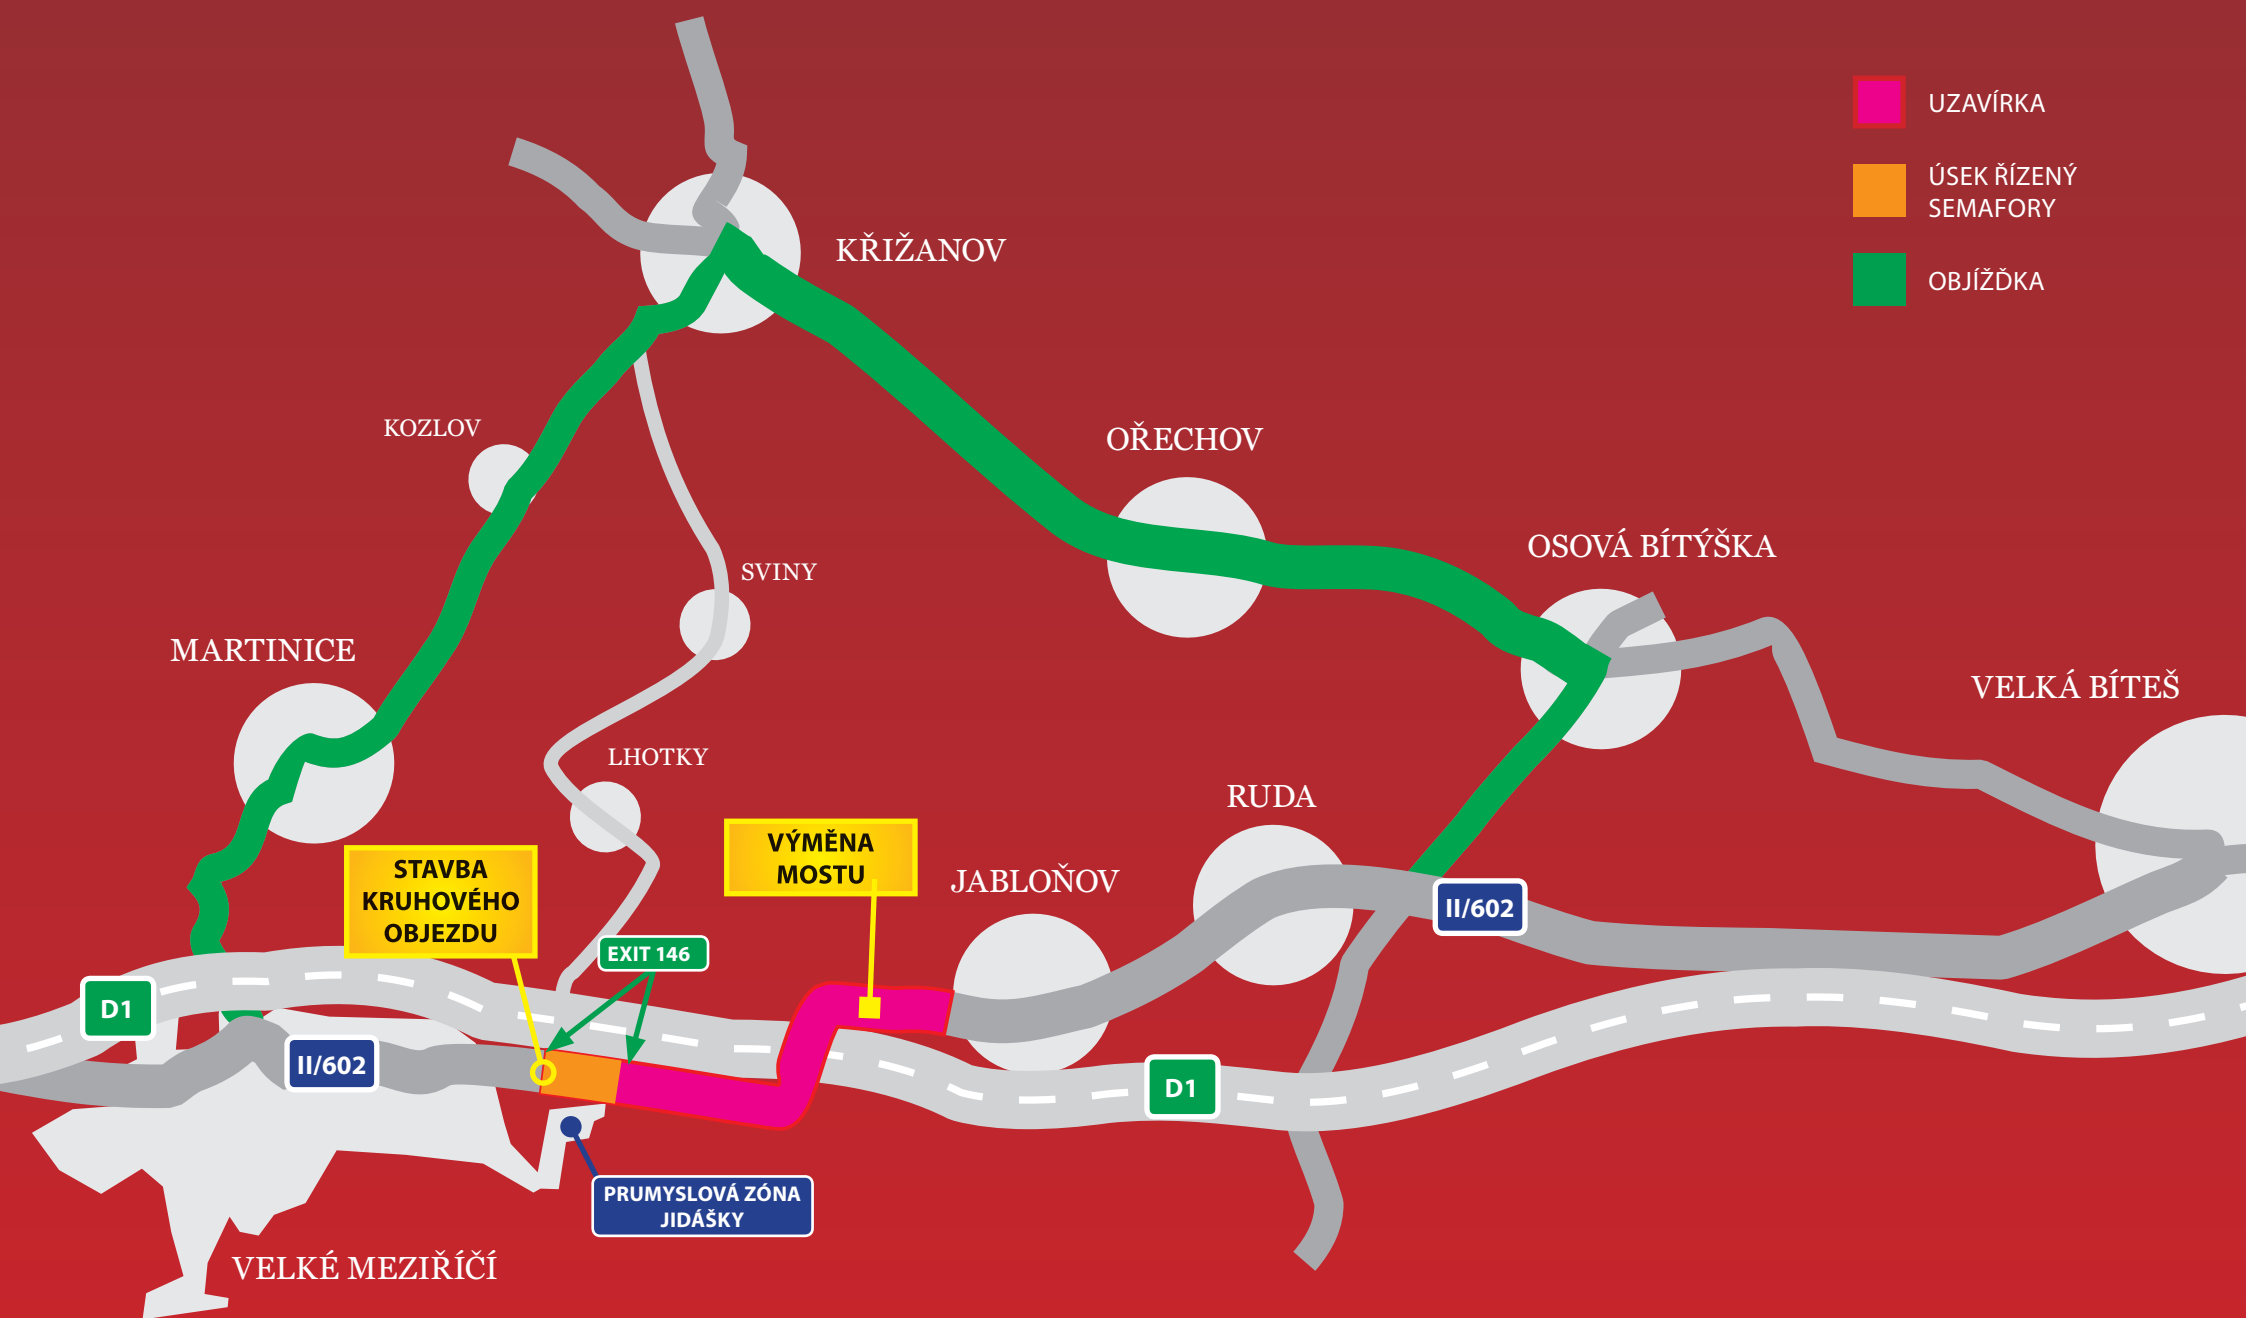 UZAVÍRKA
ÚSEK ŘÍZENÝ
SEMAFORY
OBJÍŽĎKA
KŘIŽANOV
KOZLOV
OŘECHOV
OSOVÁ BÍTÝŠKA
SVINY
MARTINICE
VELKÁ BÍTEŠ
LHOTKY
RUDA
VÝMĚNA
MOSTU
STAVBA
KRUHOVÉHO
OBJEZDU
JABLOŇOV
II/602
EXIT 146
D1
II/602
D1
PRUMYSLOVÁ ZÓNA
JIDÁŠKY
VELKÉ MEZIŘÍČÍ